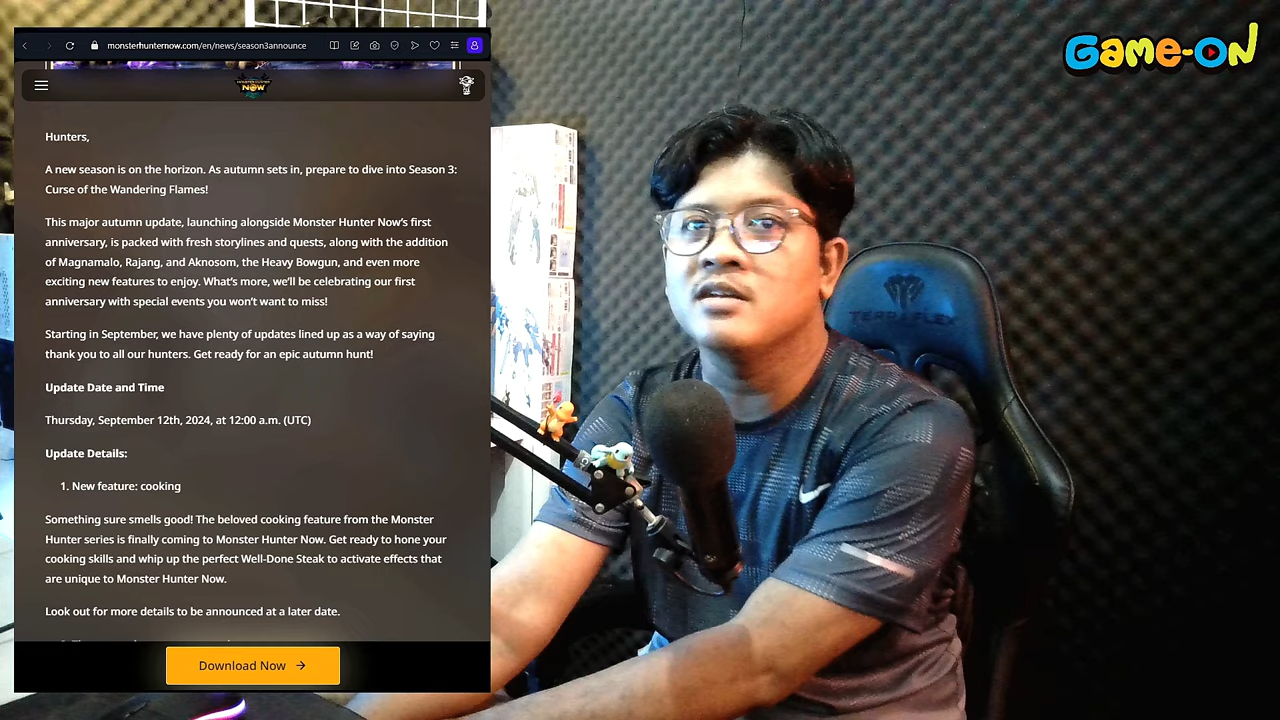 monsterhunternow.com/en/news/season3announce
GAME-ON
MONSTER HUNTER
NOW
Hunters,
A new season is on the horizon. As autumn sets in, prepare to dive into Season 3:
Curse of the Wandering Flames!
This major autumn update, launching alongside Monster Hunter Now's first
anniversary, is packed with fresh storylines and quests, along with the addition
of Magnamalo, Rajang, and Aknosom, the Heavy Bowgun, and even more
exciting new features to enjoy. What's more, we'll be celebrating our first
anniversary with special events you won't want to miss!
Starting in September, we have plenty of updates lined up as a way of saying
thank you to all our hunters. Get ready for an epic autumn hunt!
Update Date and Time
Thursday, September 12th, 2024, at 12:00 a.m. (UTC)
Update Details:
1. New feature: cooking
Something sure smells good! The beloved cooking feature from the Monster
Hunter series is finally coming to Monster Hunter Now. Get ready to hone your
cooking skills and whip up the perfect Well-Done Steak to activate effects that
are unique to Monster Hunter Now.
Look out for more details to be announced at a later date.
Download Now →
TERRAFLEX